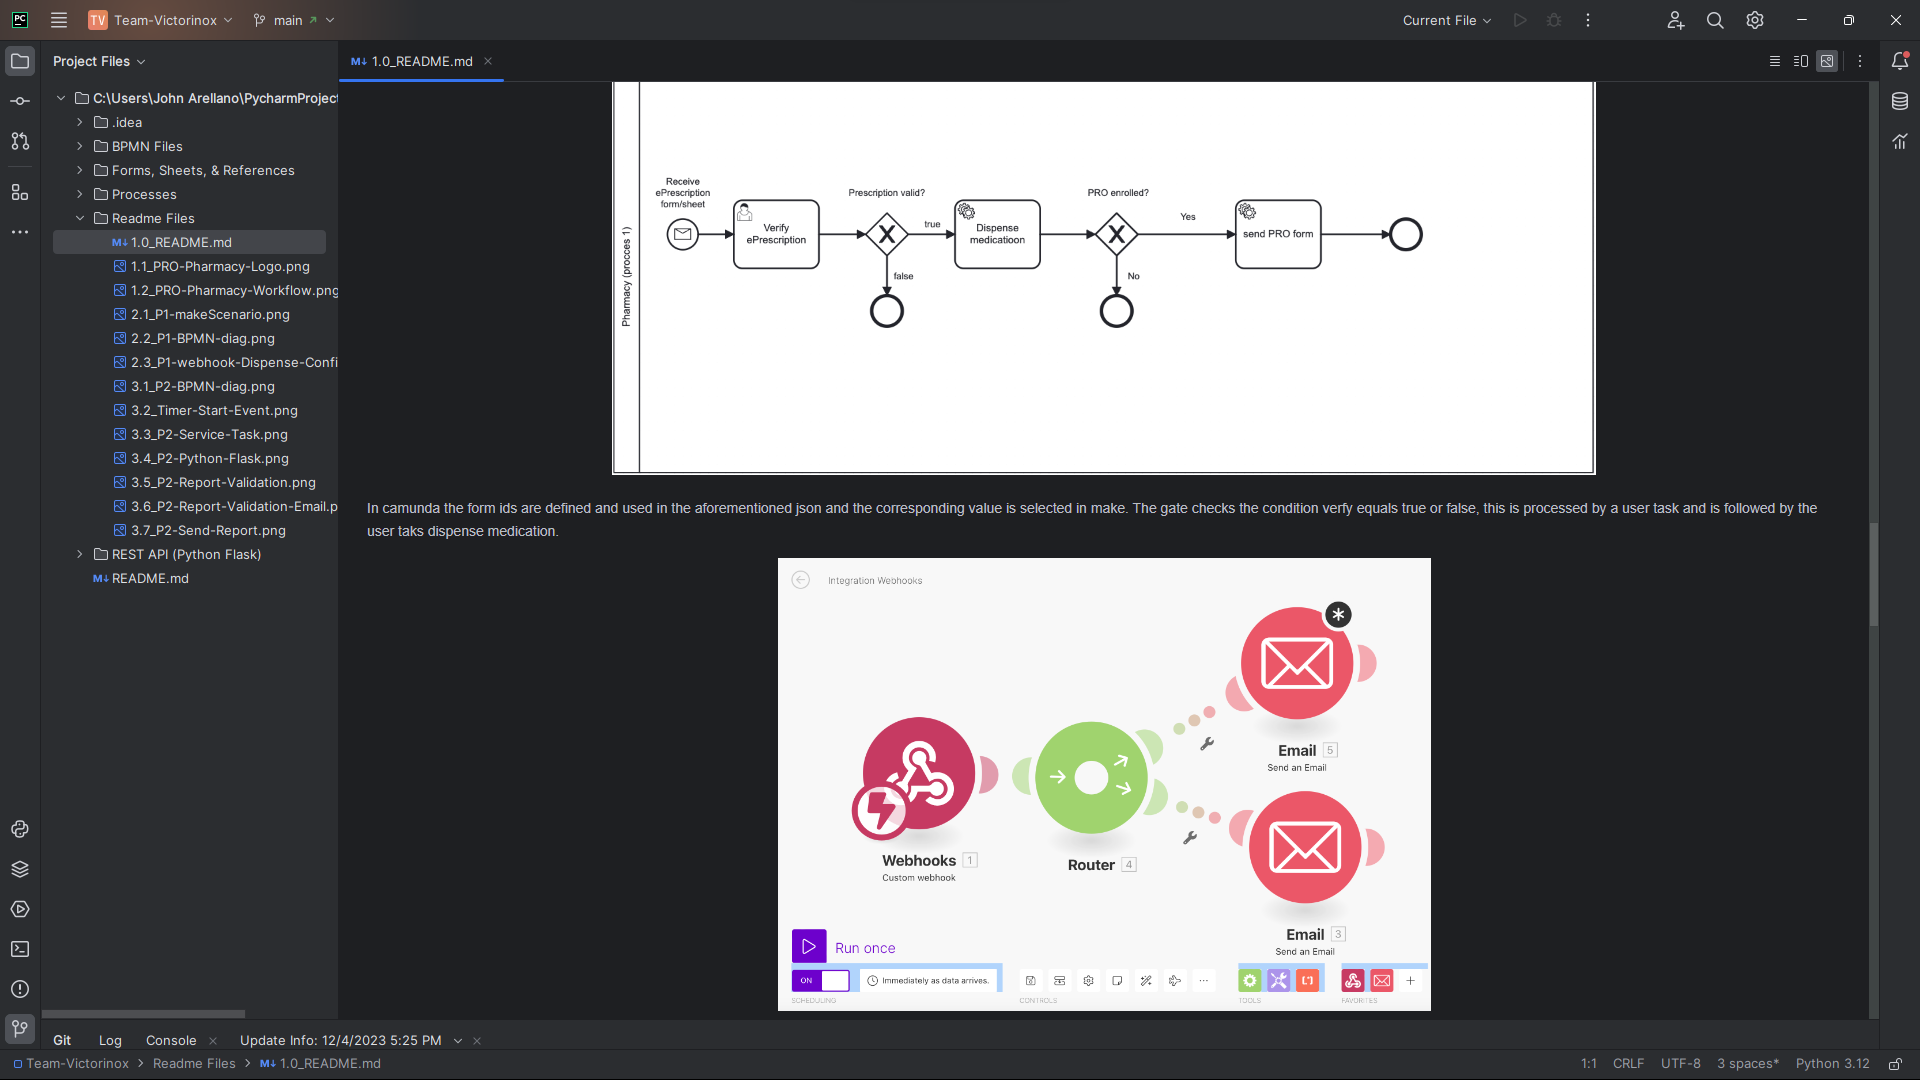 PC
TV Team-Victorinox
main
Current File
Project Files
M↓ 1.0_README.md
C:\Users\John Arellano\PycharmProject
.idea
BPMN Files
Forms, Sheets, & References
Processes
Readme Files
M↓ 1.0_README.md
1.1_PRO-Pharmacy-Logo.png
1.2_PRO-Pharmacy-Workflow.png
2.1_P1-makeScenario.png
2.2_P1-BPMN-diag.png
2.3_P1-webhook-Dispense-Confi
3.1_P2-BPMN-diag.png
3.2_Timer-Start-Event.png
3.3_P2-Service-Task.png
3.4_P2-Python-Flask.png
3.5_P2-Report-Validation.png
3.6_P2-Report-Validation-Email.p
3.7_P2-Send-Report.png
REST API (Python Flask)
M↓ README.md
Pharmacy (procces 1)
Receive
ePrescription
form/sheet
Verify
ePrescription
Prescription valid?
true
false
Dispense
medicatioon
PRO enrolled?
Yes
No
send PRO form
In camunda the form ids are defined and used in the aforementioned json and the corresponding value is selected in make. The gate checks the condition verfy equals true or false, this is processed by a user task and is followed by the
user taks dispense medication.
Integration Webhooks
Email 5
Send an Email
Webhooks 1
Custom webhook
Router 4
Email 3
Send an Email
Run once
ON
Immediately as data arrives.
SCHEDULING
CONTROLS
TOOLS
FAVORITES
Git
Log
Console
Update Info: 12/4/2023 5:25 PM
Team-Victorinox > Readme Files > M↓ 1.0_README.md
1:1
CRLF
UTF-8
3 spaces*
Python 3.12